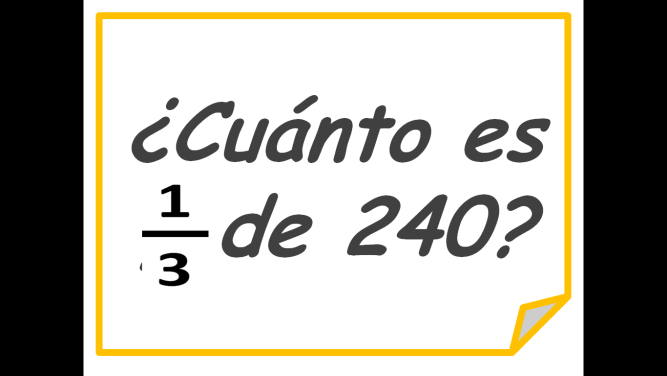 ¿Cuánto es
1/3 de 240?